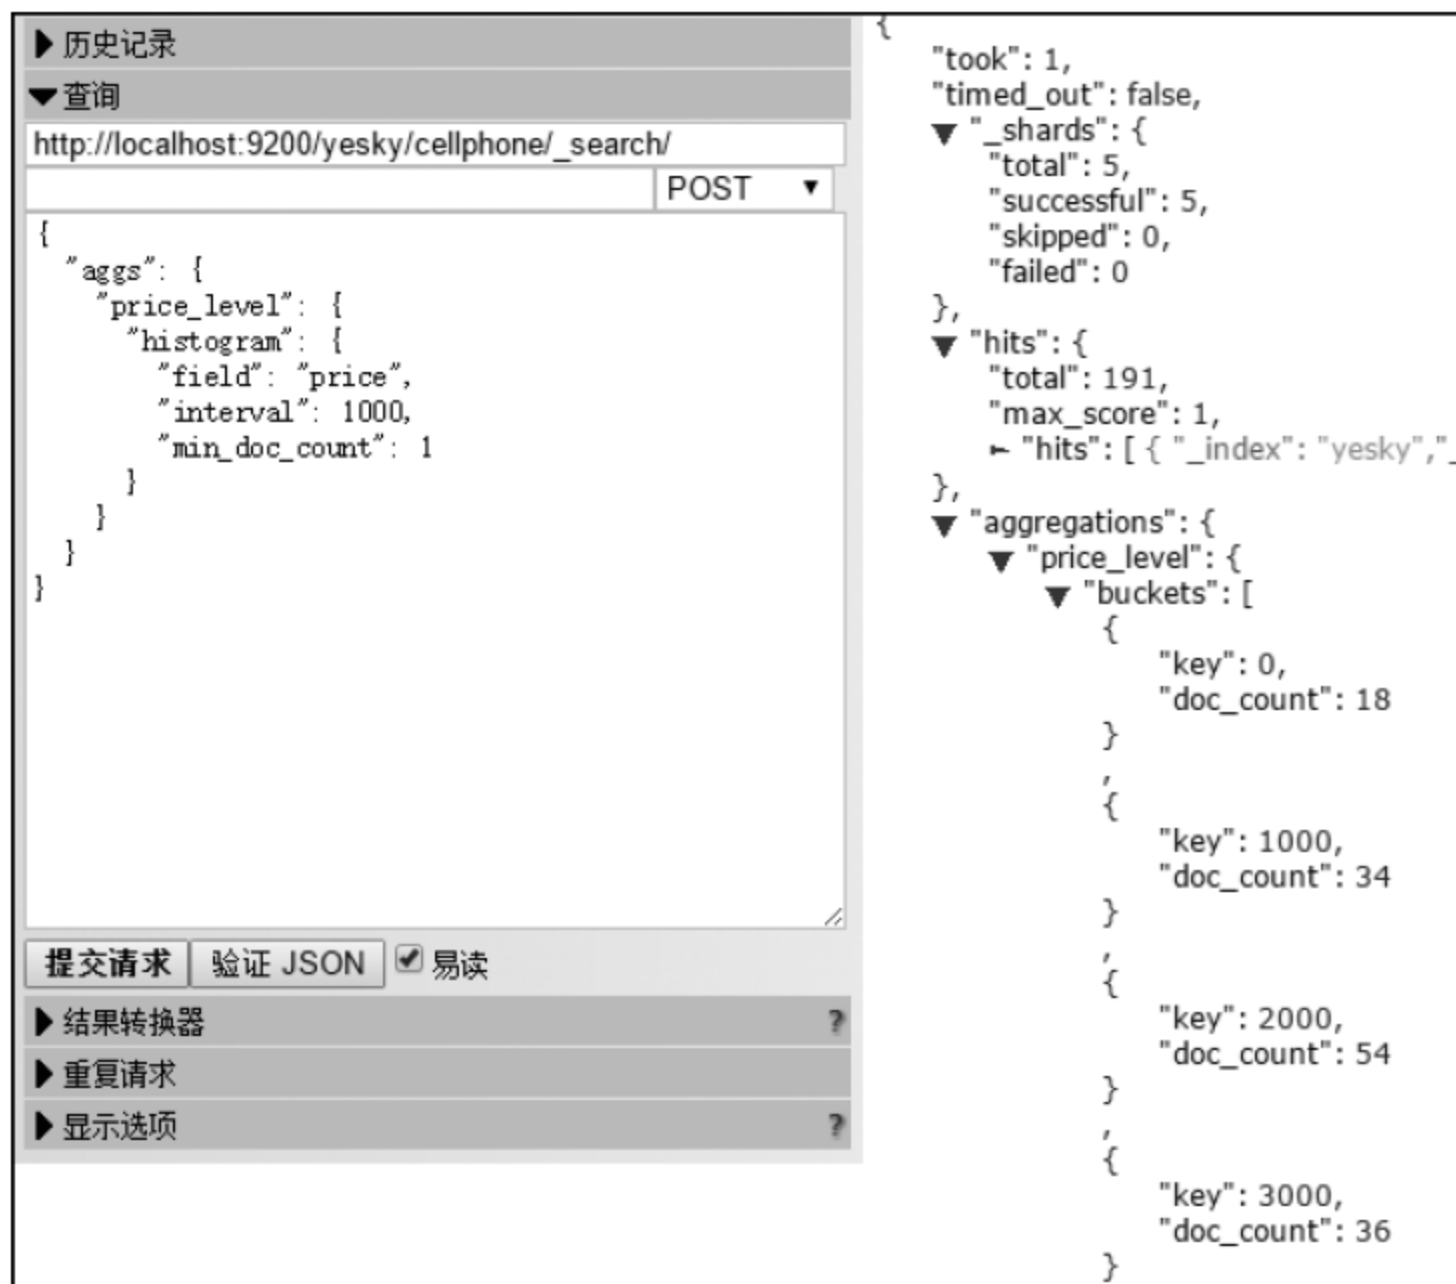 历史记录
查询
http://localhost:9200/yesky/cellphone/_search/
POST
{
"aggs": {
"price_level": {
"histogram": {
"field": "price",
"interval": 1000,
"min_doc_count": 1
}
}
}
}
提交请求 验证 JSON 易读
结果转换器 ?
重复请求
显示选项 ?
{
"took": 1,
"timed_out": false,
"_shards": {
"total": 5,
"successful": 5,
"skipped": 0,
"failed": 0
},
"hits": {
"total": 191,
"max_score": 1,
"hits": [ { "_index": "yesky","_
},
"aggregations": {
"price_level": {
"buckets": [
{
"key": 0,
"doc_count": 18
}
,
{
"key": 1000,
"doc_count": 34
}
,
{
"key": 2000,
"doc_count": 54
}
,
{
"key": 3000,
"doc_count": 36
}